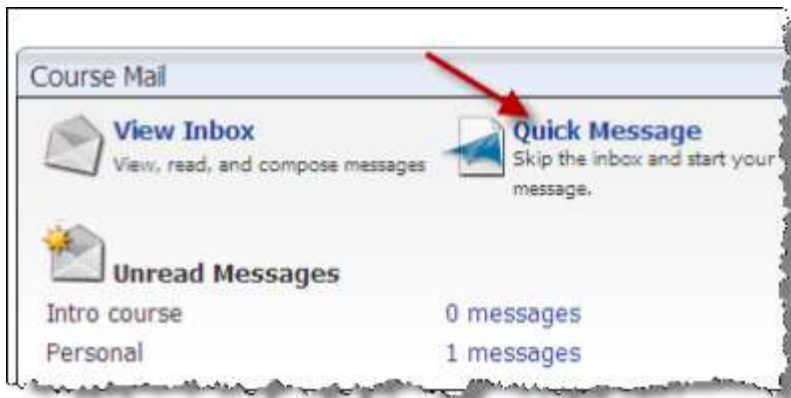 Course Mail
View Inbox
View, read, and compose messages
Quick Message
Skip the inbox and start your
message.
Unread Messages
Intro course 0 messages
Personal 1 messages